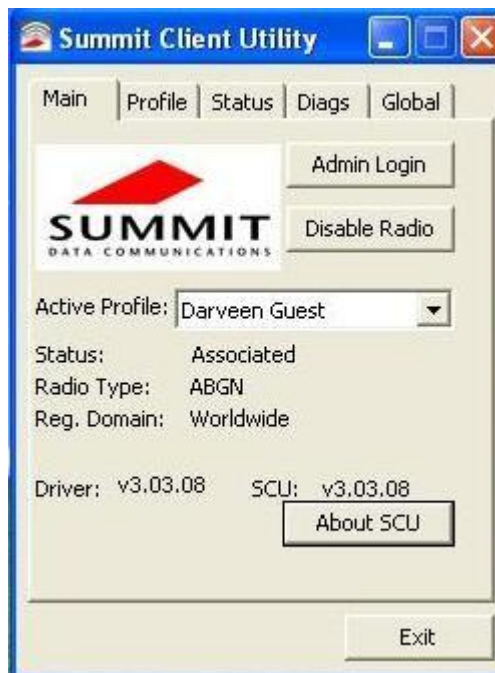 Summit Client Utility
Main Profile Status Diags Global
SUMMIT
DATA COMMUNICATIONS
Admin Login
Disable Radio
Active Profile: Darveen Guest
Status: Associated
Radio Type: ABGN
Reg. Domain: Worldwide
Driver: v3.03.08 SCU: v3.03.08
About SCU
Exit